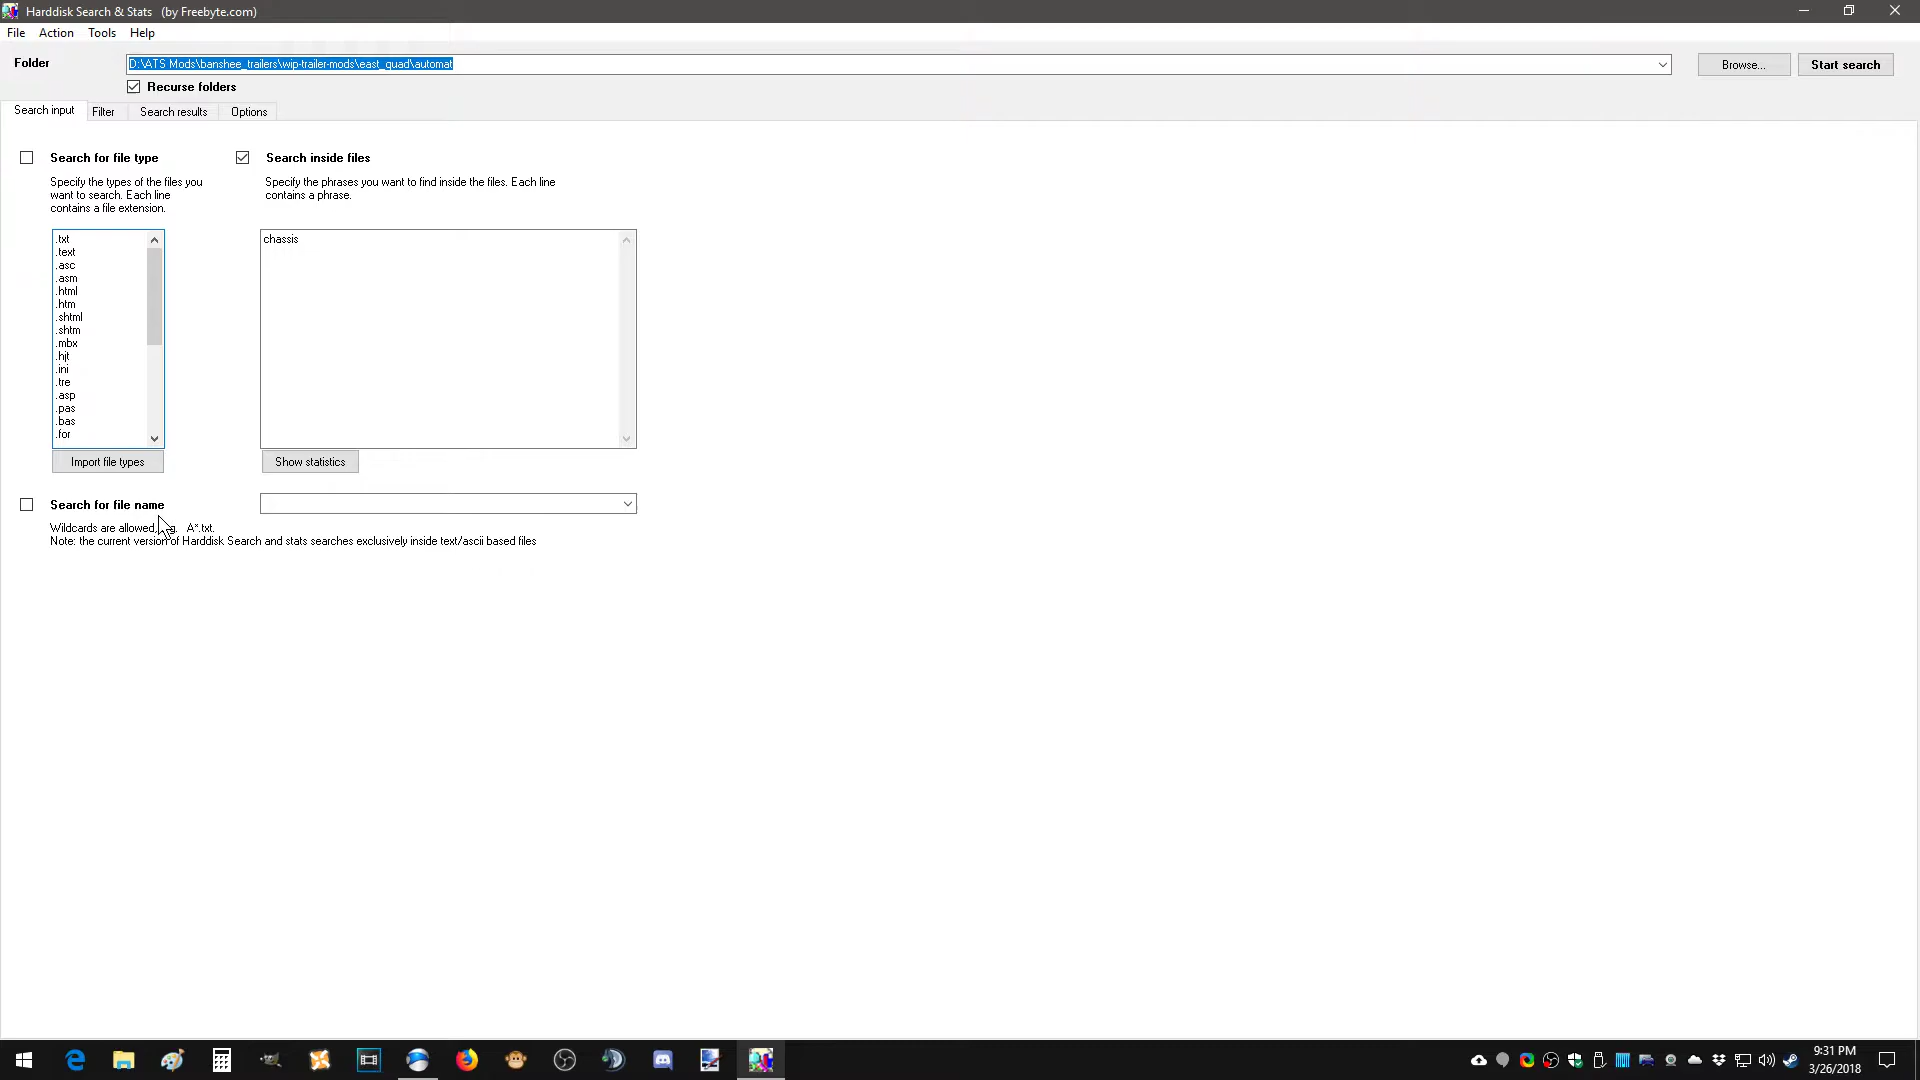 Harddisk Search & Stats (by Freebyte.com)
File Action Tools Help
Folder
D:\ATS Mods\banshee_trailers\wip-trailer-mods\east_guad\automat
Browse...
Start search
Recurse folders
Search input Filter Search results Options
Search for file type
Specify the types of the files you
want to search. Each line
contains a file extension.
.txt
.text
.asc
.asm
.html
.htm
.shtml
.shtm
.mbx
.hjt
.ini
.tre
.asp
.pas
.bas
.for
Import file types
Search inside files
Specify the phrases you want to find inside the files. Each line
contains a phrase.
chassis
Show statistics
Search for file name
Wildcards are allowed, A*.txt.
Note: the current version of Harddisk Search and stats searches exclusively inside text/ascii based files
9:31 PM
3/26/2018